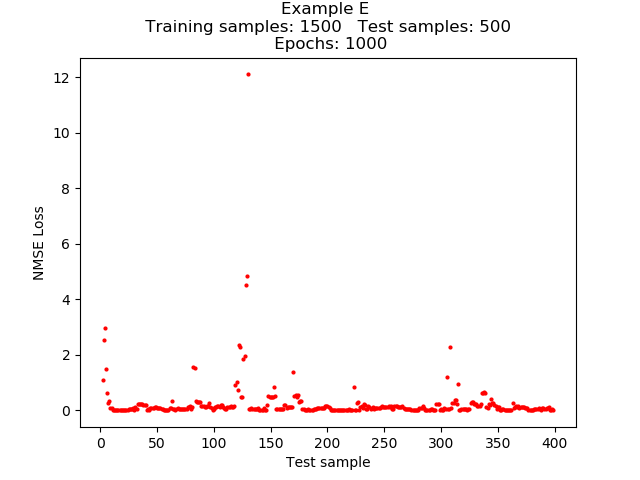 Example E
Training samples: 1500   Test samples: 500
Epochs: 1000
12
10
8
6
4
2
0
NMSE Loss
0 50 100 150 200 250 300 350 400
Test sample